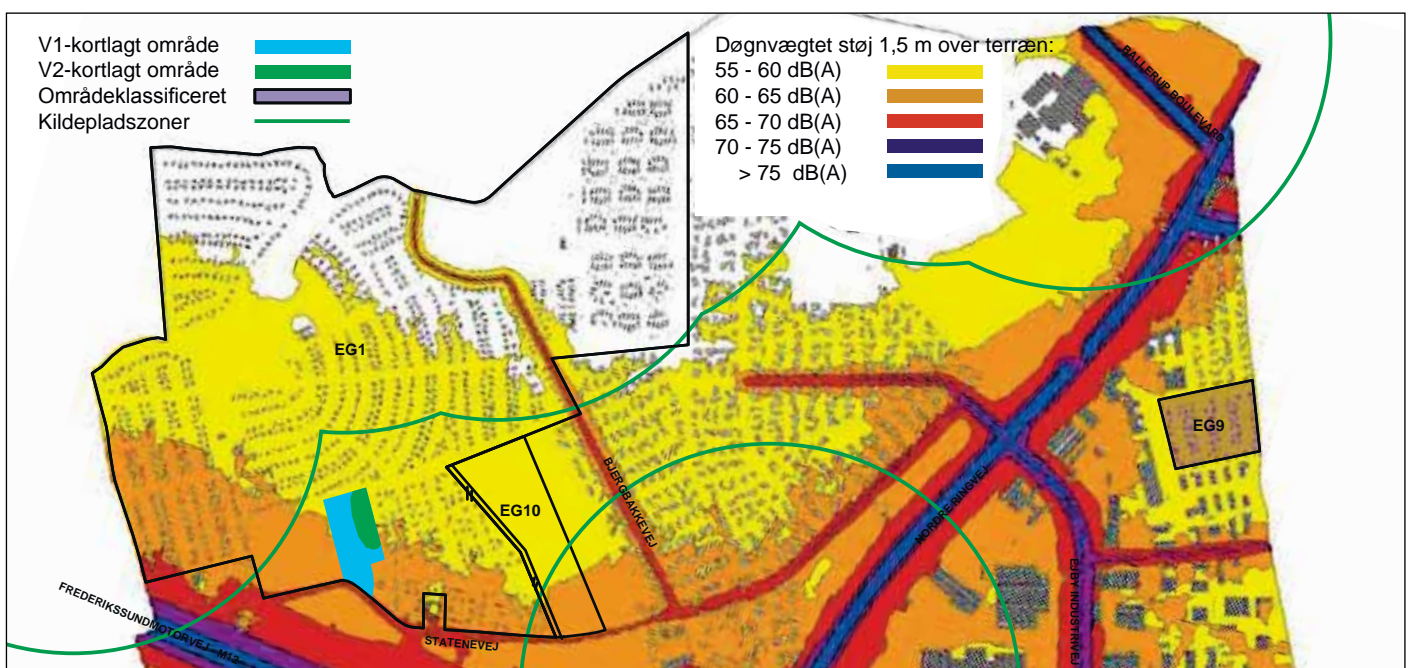 V1-kortlagt område
V2-kortlagt område
Områdeklassificeret
Kildepladszoner
Døgnvægtet støj 1,5 m over terræn:
55 - 60 dB(A)
60 - 65 dB(A)
65 - 70 dB(A)
70 - 75 dB(A)
> 75 dB(A)
BALLERUP BOULEVARD
EG1
EG9
EG10
BJERGBAKKEVEJ
NORDRE RINGVEJ
EJBY INDUSTRIVEJ
FREDERIKSSUNDMOTORVEJ M12
STATENEVEJ